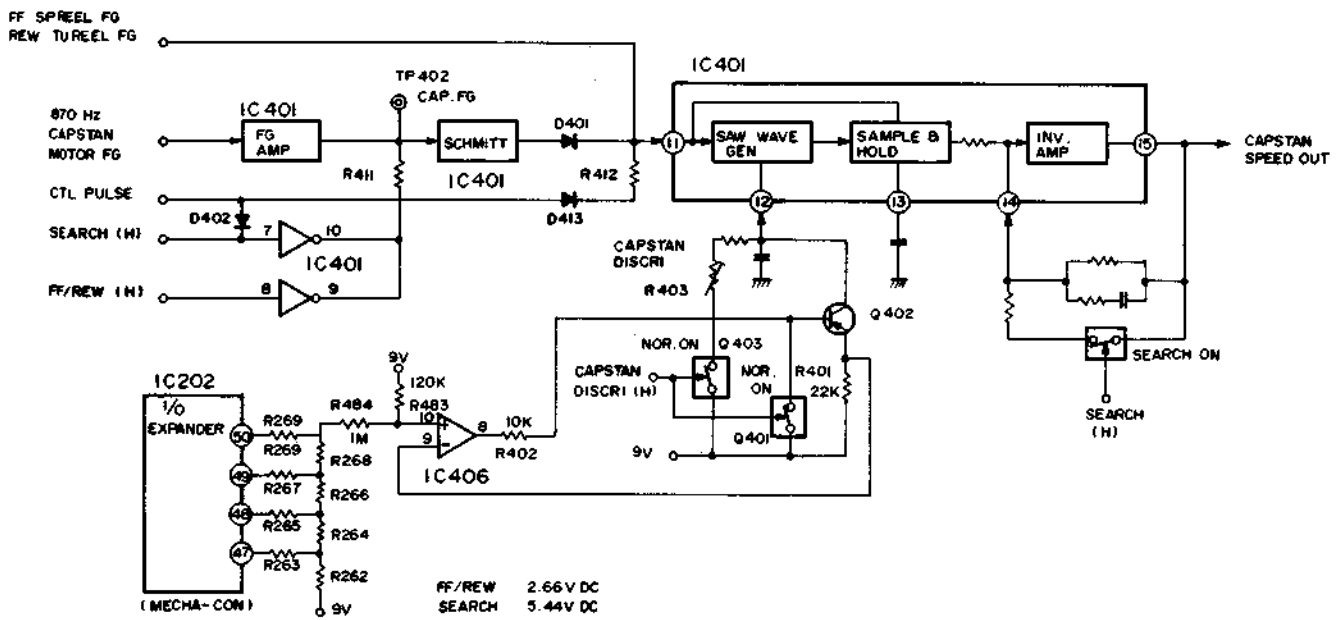 FF SPREEL FG
REW TUREEL FG
TP402
CAP. FG
IC401
870 Hz
CAPSTAN
MOTOR FG
IC401
FG
AMP
SCHMITT
IC401
D401
11
SAW WAVE
GEN
SAMPLE &
HOLD
INV.
AMP
15
CAPSTAN
SPEED OUT
R411
R412
CTL PULSE
D402
D413
12
13
14
SEARCH (H)
7
10
IC401
FF/REW (H)
8
9
CAPSTAN
DISCRI
R403
Q402
NOR. ON
Q403
9V
CAPSTAN
DISCRI (H)
NOR.
ON
R401
22K
SEARCH ON
SEARCH
(H)
IC202
I/O
EXPANDER
120K
R484
R483
1M
10
9
8
10K
R402
IC406
Q401
9V
50
R269
R269
R268
49
R267
R266
48
R265
R264
47
R263
R262
(MECHA-CON)
9V
FF/REW 2.66V DC
SEARCH 5.44V DC